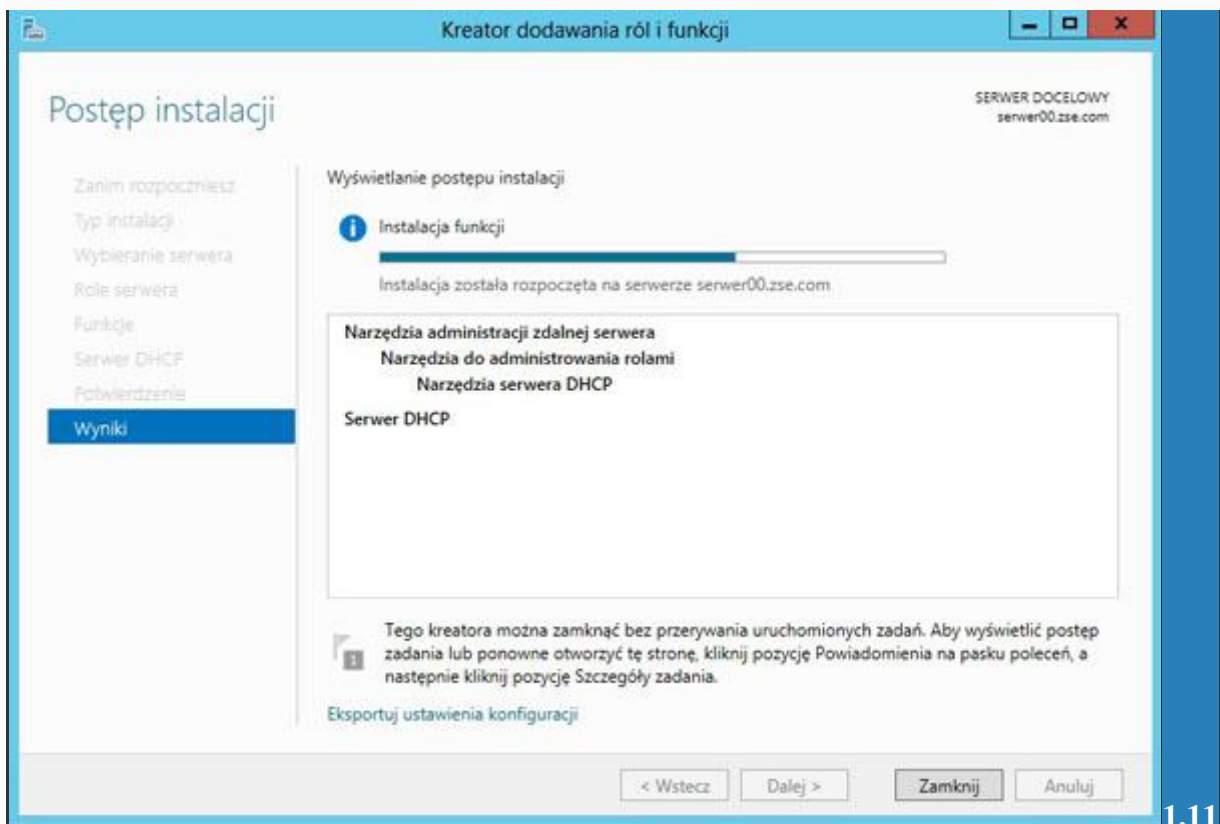 Kreator dodawania ról i funkcji
Postęp instalacji
SERWER DOCELOWY
serwer00.zse.com
Zanim rozpoczniesz
Typ instalacji
Wybieranie serwera
Role serwera
Funkcje
Serwer DHCP
Potwierdzenie
Wyniki
Wyświetlanie postępu instalacji
Instalacja funkcji
Instalacja została rozpoczęta na serwerze serwer00.zse.com
Narzędzia administracji zdalnej serwera
Narzędzia do administrowania rolami
Narzędzia serwera DHCP
Serwer DHCP
Tego kreatora można zamknąć bez przerywania uruchomionych zadań. Aby wyświetlić postęp
zadania lub ponowne otworzyć tę stronę, kliknij pozycję Powiadomienia na pasku poleceń, a
następnie kliknij pozycję Szczegóły zadania.
Eksportuj ustawienia konfiguracji
< Wstecz Dalej > Zamknij Anuluj
1.11